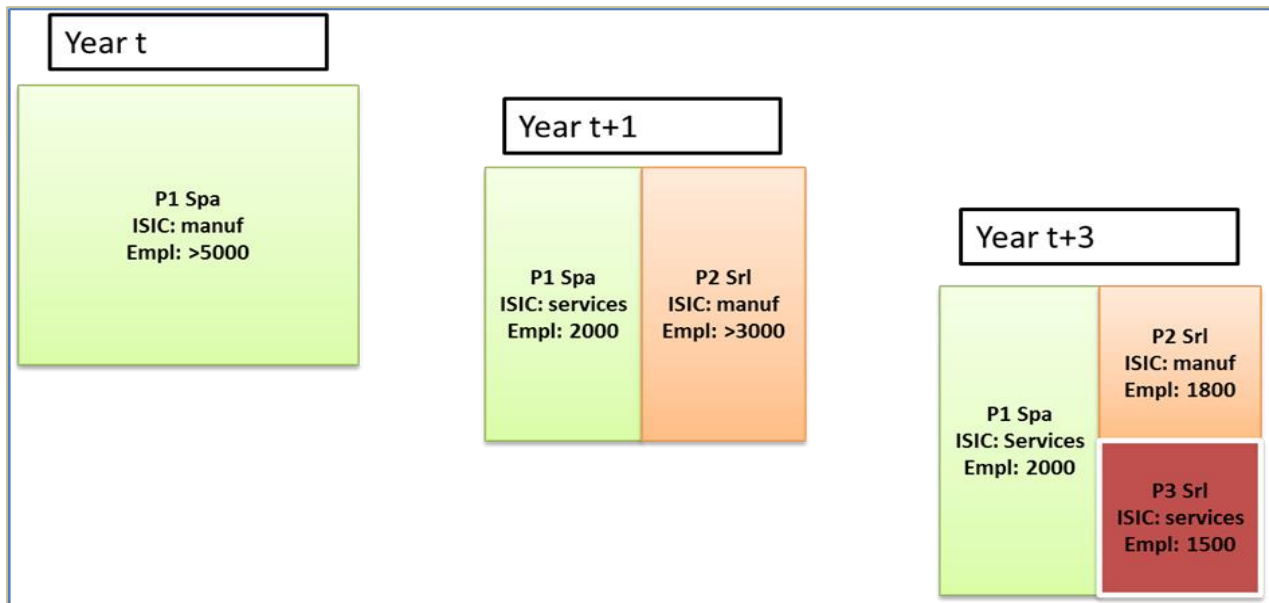 Year t
P1 Spa
ISIC: manuf
Empl: >5000
Year t+1
P1 Spa
ISIC: services
Empl: 2000
P2 Srl
ISIC: manuf
Empl: >3000
Year t+3
P1 Spa
ISIC: Services
Empl: 2000
P2 Srl
ISIC: manuf
Empl: 1800
P3 Srl
ISIC: services
Empl: 1500